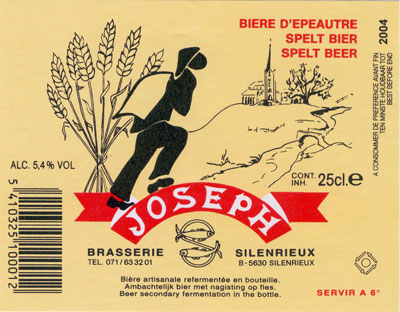 BIERE D'EPEAUTRE
SPELT BIER
SPELT BEER
A CONSOMMER DE PREFERENCE AVANT FIN
TEN MINSTE HOUDBAAR TOT
BEST BEFORE END
2004
ALC. 5,4% VOL
CONT.
INH. 25cl.e
JOSEPH
BRASSERIE SILENRIEUX
TEL. 071/63 32 01 B-5630 SILENRIEUX
Bière artisanale refermentée en bouteille.
Ambachtelijk bier met nagisting op fles.
Beer secondary fermentation in the bottle.
SERVIR A 6°
5 410325 100012